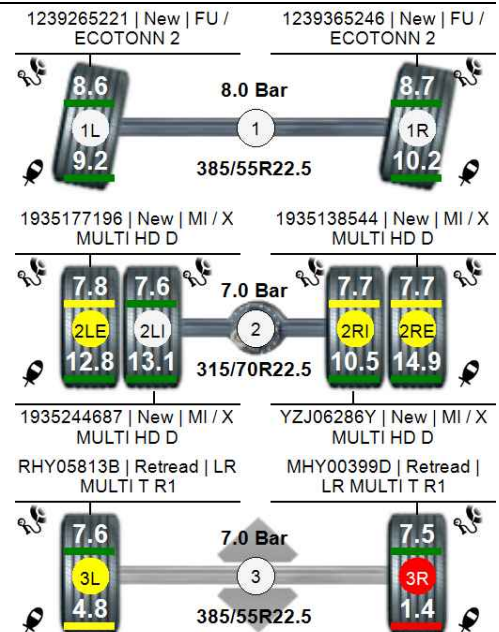 1239265221 | New | FU /
ECOTONN 2
1239365246 | New | FU /
ECOTONN 2
8.6
8.0 Bar
8.7
1L
1
1R
9.2
385/55R22.5
10.2
1935177196 | New | MI / X
MULTI HD D
1935138544 | New | MI / X
MULTI HD D
7.8
7.6
7.0 Bar
7.7
7.7
2LE
2LI
2
2RI
2RE
12.8
13.1
315/70R22.5
10.5
14.9
1935244687 | New | MI / X
MULTI HD D
YZJ06286Y | New | MI / X
MULTI HD D
RHY05813B | Retread | LR
MULTI T R1
MHY00399D | Retread |
LR MULTI T R1
7.6
7.0 Bar
7.5
3L
3
3R
4.8
385/55R22.5
1.4